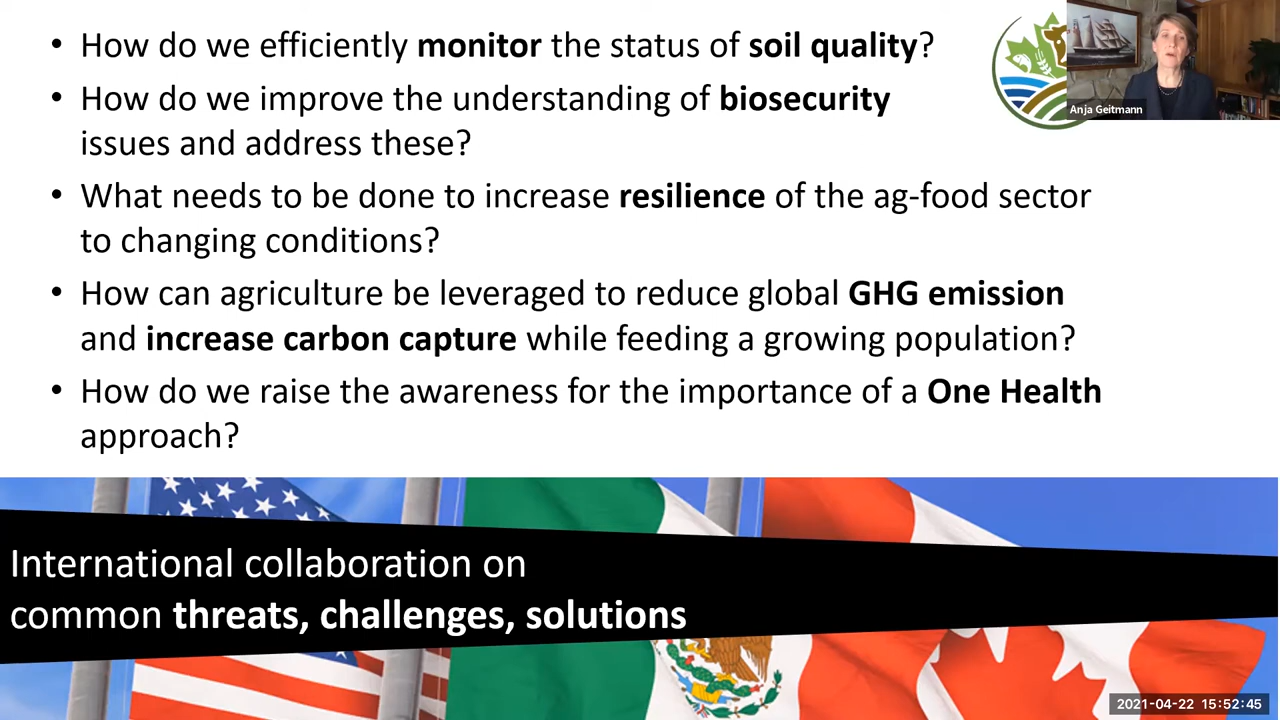 • How do we efficiently monitor the status of soil quality?
• How do we improve the understanding of biosecurity
issues and address these?
• What needs to be done to increase resilience of the ag-food sector
to changing conditions?
• How can agriculture be leveraged to reduce global GHG emission
and increase carbon capture while feeding a growing population?
• How do we raise the awareness for the importance of a One Health
approach?
Anja Geitmann
International collaboration on
common threats, challenges, solutions
2021-04-22 15:52:45